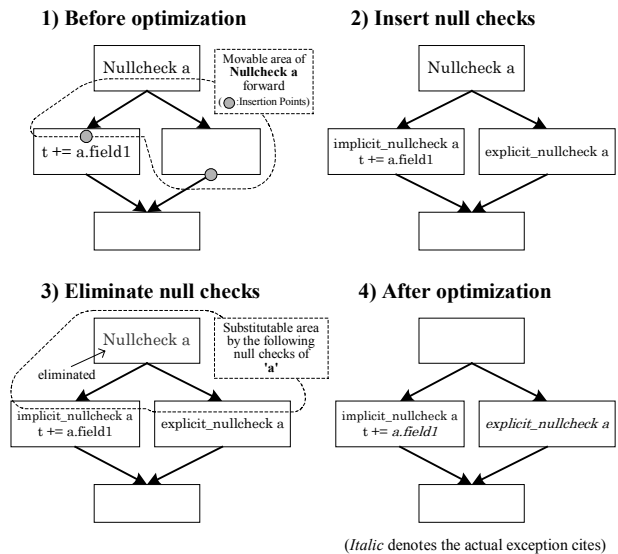 1) Before optimization
Nullcheck a
Movable area of
Nullcheck a
forward
( :Insertion Points)
t += a.field1
2) Insert null checks
Nullcheck a
implicit_nullcheck a
t += a.field1
explicit_nullcheck a
3) Eliminate null checks
Nullcheck a
eliminated
Substitutable area
by the following
null checks of
'a'
implicit_nullcheck a
t += a.field1
explicit_nullcheck a
4) After optimization
implicit_nullcheck a
t += a.field1
explicit_nullcheck a
(Italic denotes the actual exception cites)